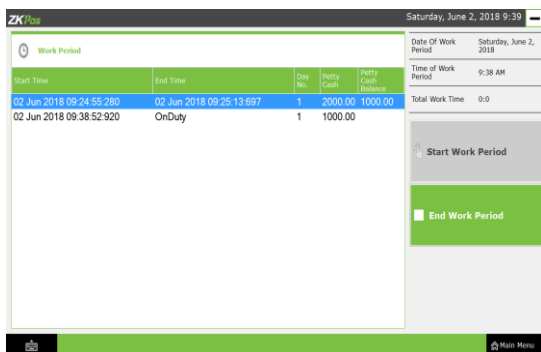 ZKPos
Saturday, June 2, 2018 9:39
Work Period
Start Time End Time Day No. Petty Cash Petty Cash Balance
02 Jun 2018 09:24:55:280 02 Jun 2018 09:25:13:697 1 2000.00 1000.00
02 Jun 2018 09:38:52:920 OnDuty 1 1000.00
Date Of Work Period Saturday, June 2, 2018
Time of Work Period 9:38 AM
Total Work Time 0:0
Start Work Period
End Work Period
Main Menu